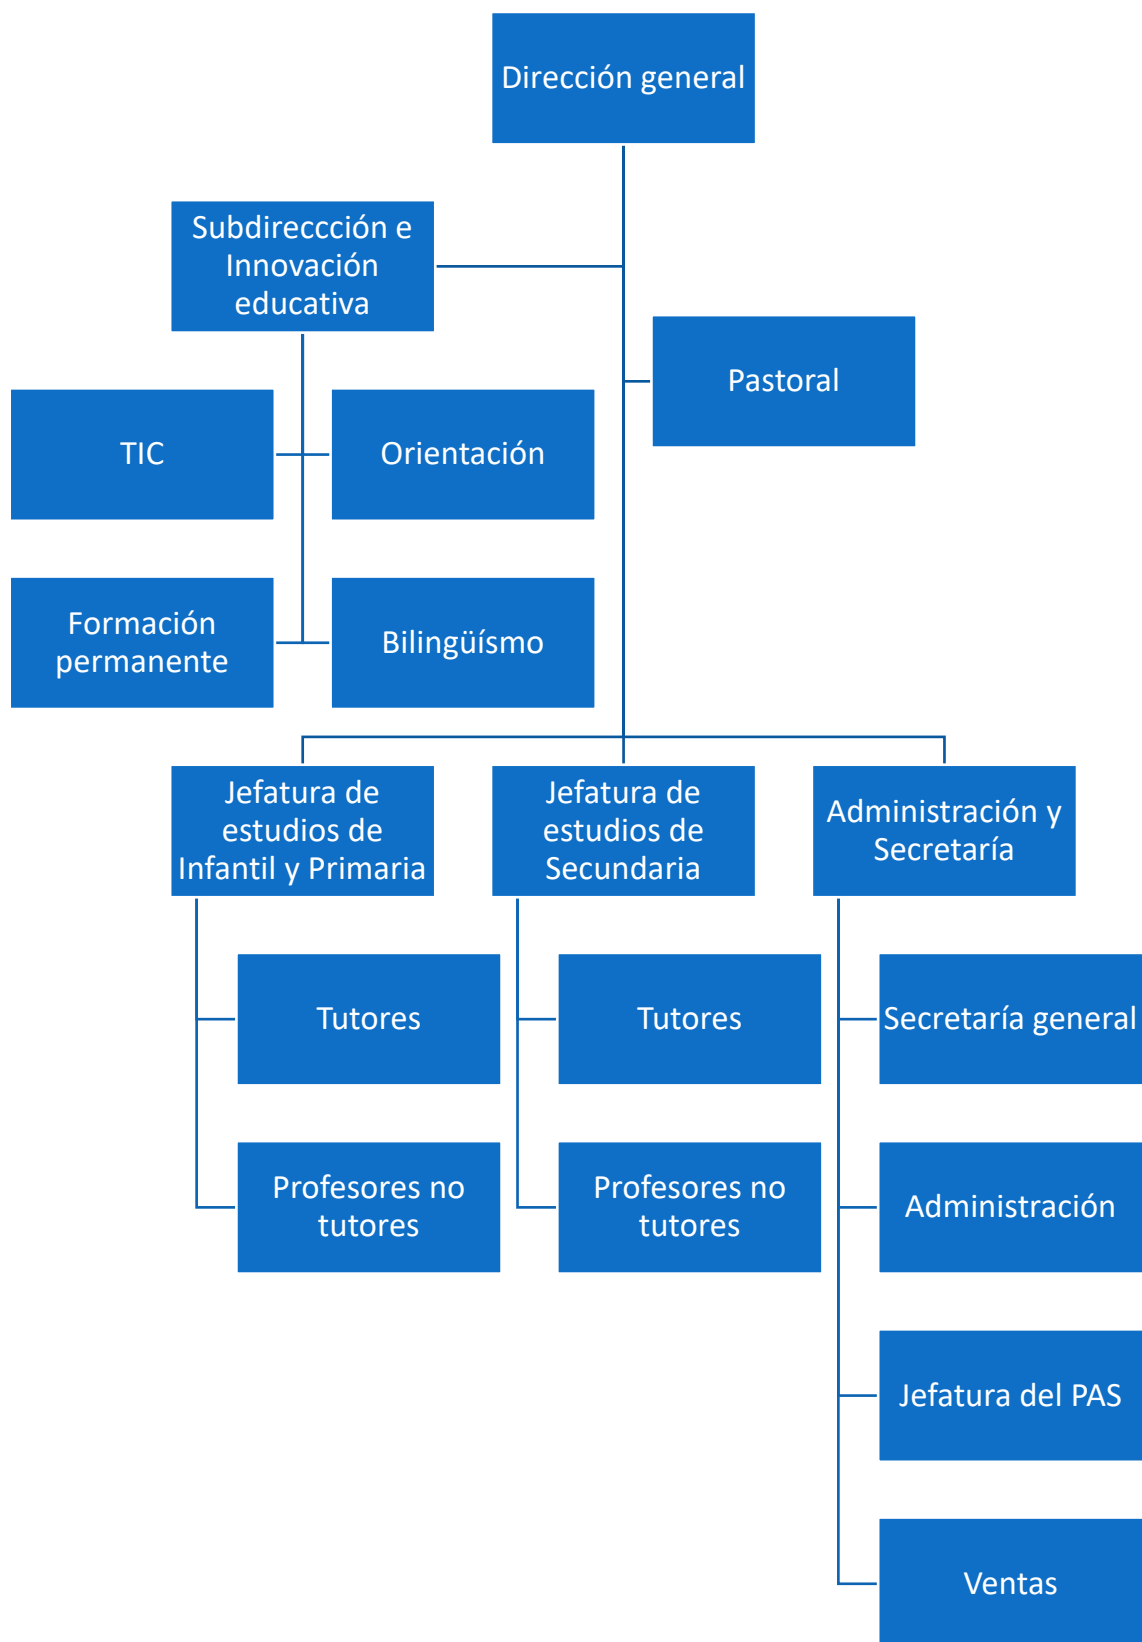 Dirección general
Subdireccción e
Innovación
educativa
Pastoral
TIC
Orientación
Formación
permanente
Bilingüísmo
Jefatura de
estudios de
Infantil y Primaria
Jefatura de
estudios de
Secundaria
Administración y
Secretaría
Tutores
Tutores
Secretaría general
Profesores no
tutores
Profesores no
tutores
Administración
Jefatura del PAS
Ventas